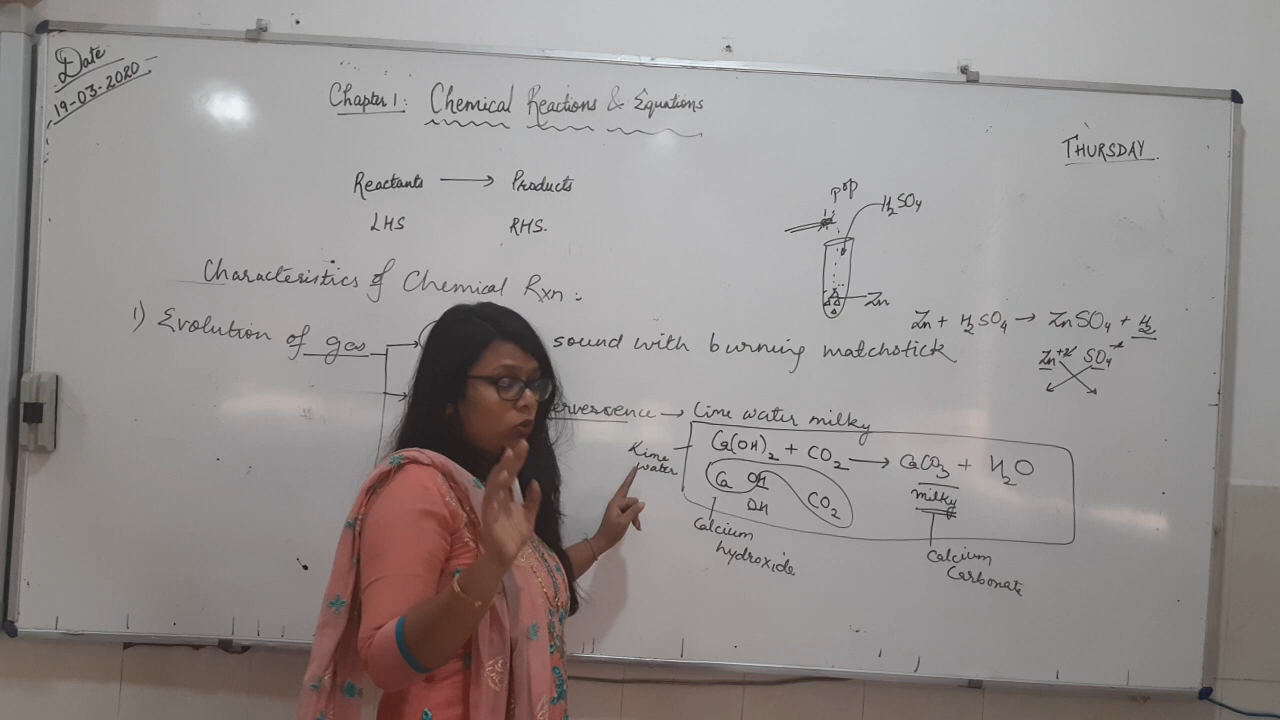 Date
19-03-2020
Chapter 1: Chemical Reactions & Equations
THURSDAY.
Reactants → Products
LHS RHS.
pop
H₂SO₄
Zn
Characteristics of Chemical Rxn:
1) Evolution of gas sound with burning matchstick
Zn + H₂SO₄ → ZnSO₄ + H₂
Zn⁺² SO₄⁻²
ervescence → Lime water milky
Lime water
Ca(OH)₂ + CO₂ → CaCO₃ + H₂O
milky
Ca OH CO₂
OH
Calcium hydroxide
Calcium Carbonate